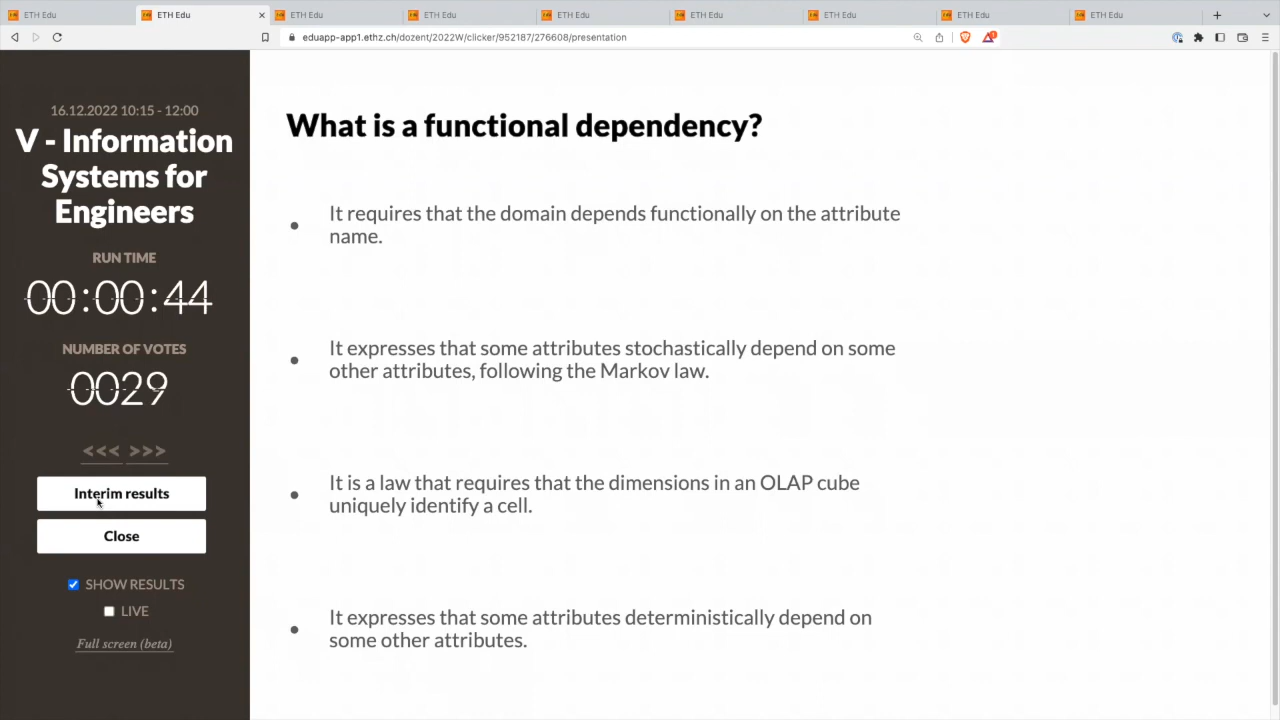 ETH Edu
ETH Edu
ETH Edu
ETH Edu
ETH Edu
ETH Edu
ETH Edu
ETH Edu
ETH Edu
eduapp-app1.ethz.ch/dozent/2022W/clicker/952187/276608/presentation
16.12.2022 10:15 - 12:00
V - Information
Systems for
Engineers
RUN TIME
00:00:44
NUMBER OF VOTES
0029
<<< >>>
Interim results
Close
SHOW RESULTS
LIVE
Full screen (beta)
What is a functional dependency?
It requires that the domain depends functionally on the attribute
name.
It expresses that some attributes stochastically depend on some
other attributes, following the Markov law.
It is a law that requires that the dimensions in an OLAP cube
uniquely identify a cell.
It expresses that some attributes deterministically depend on
some other attributes.